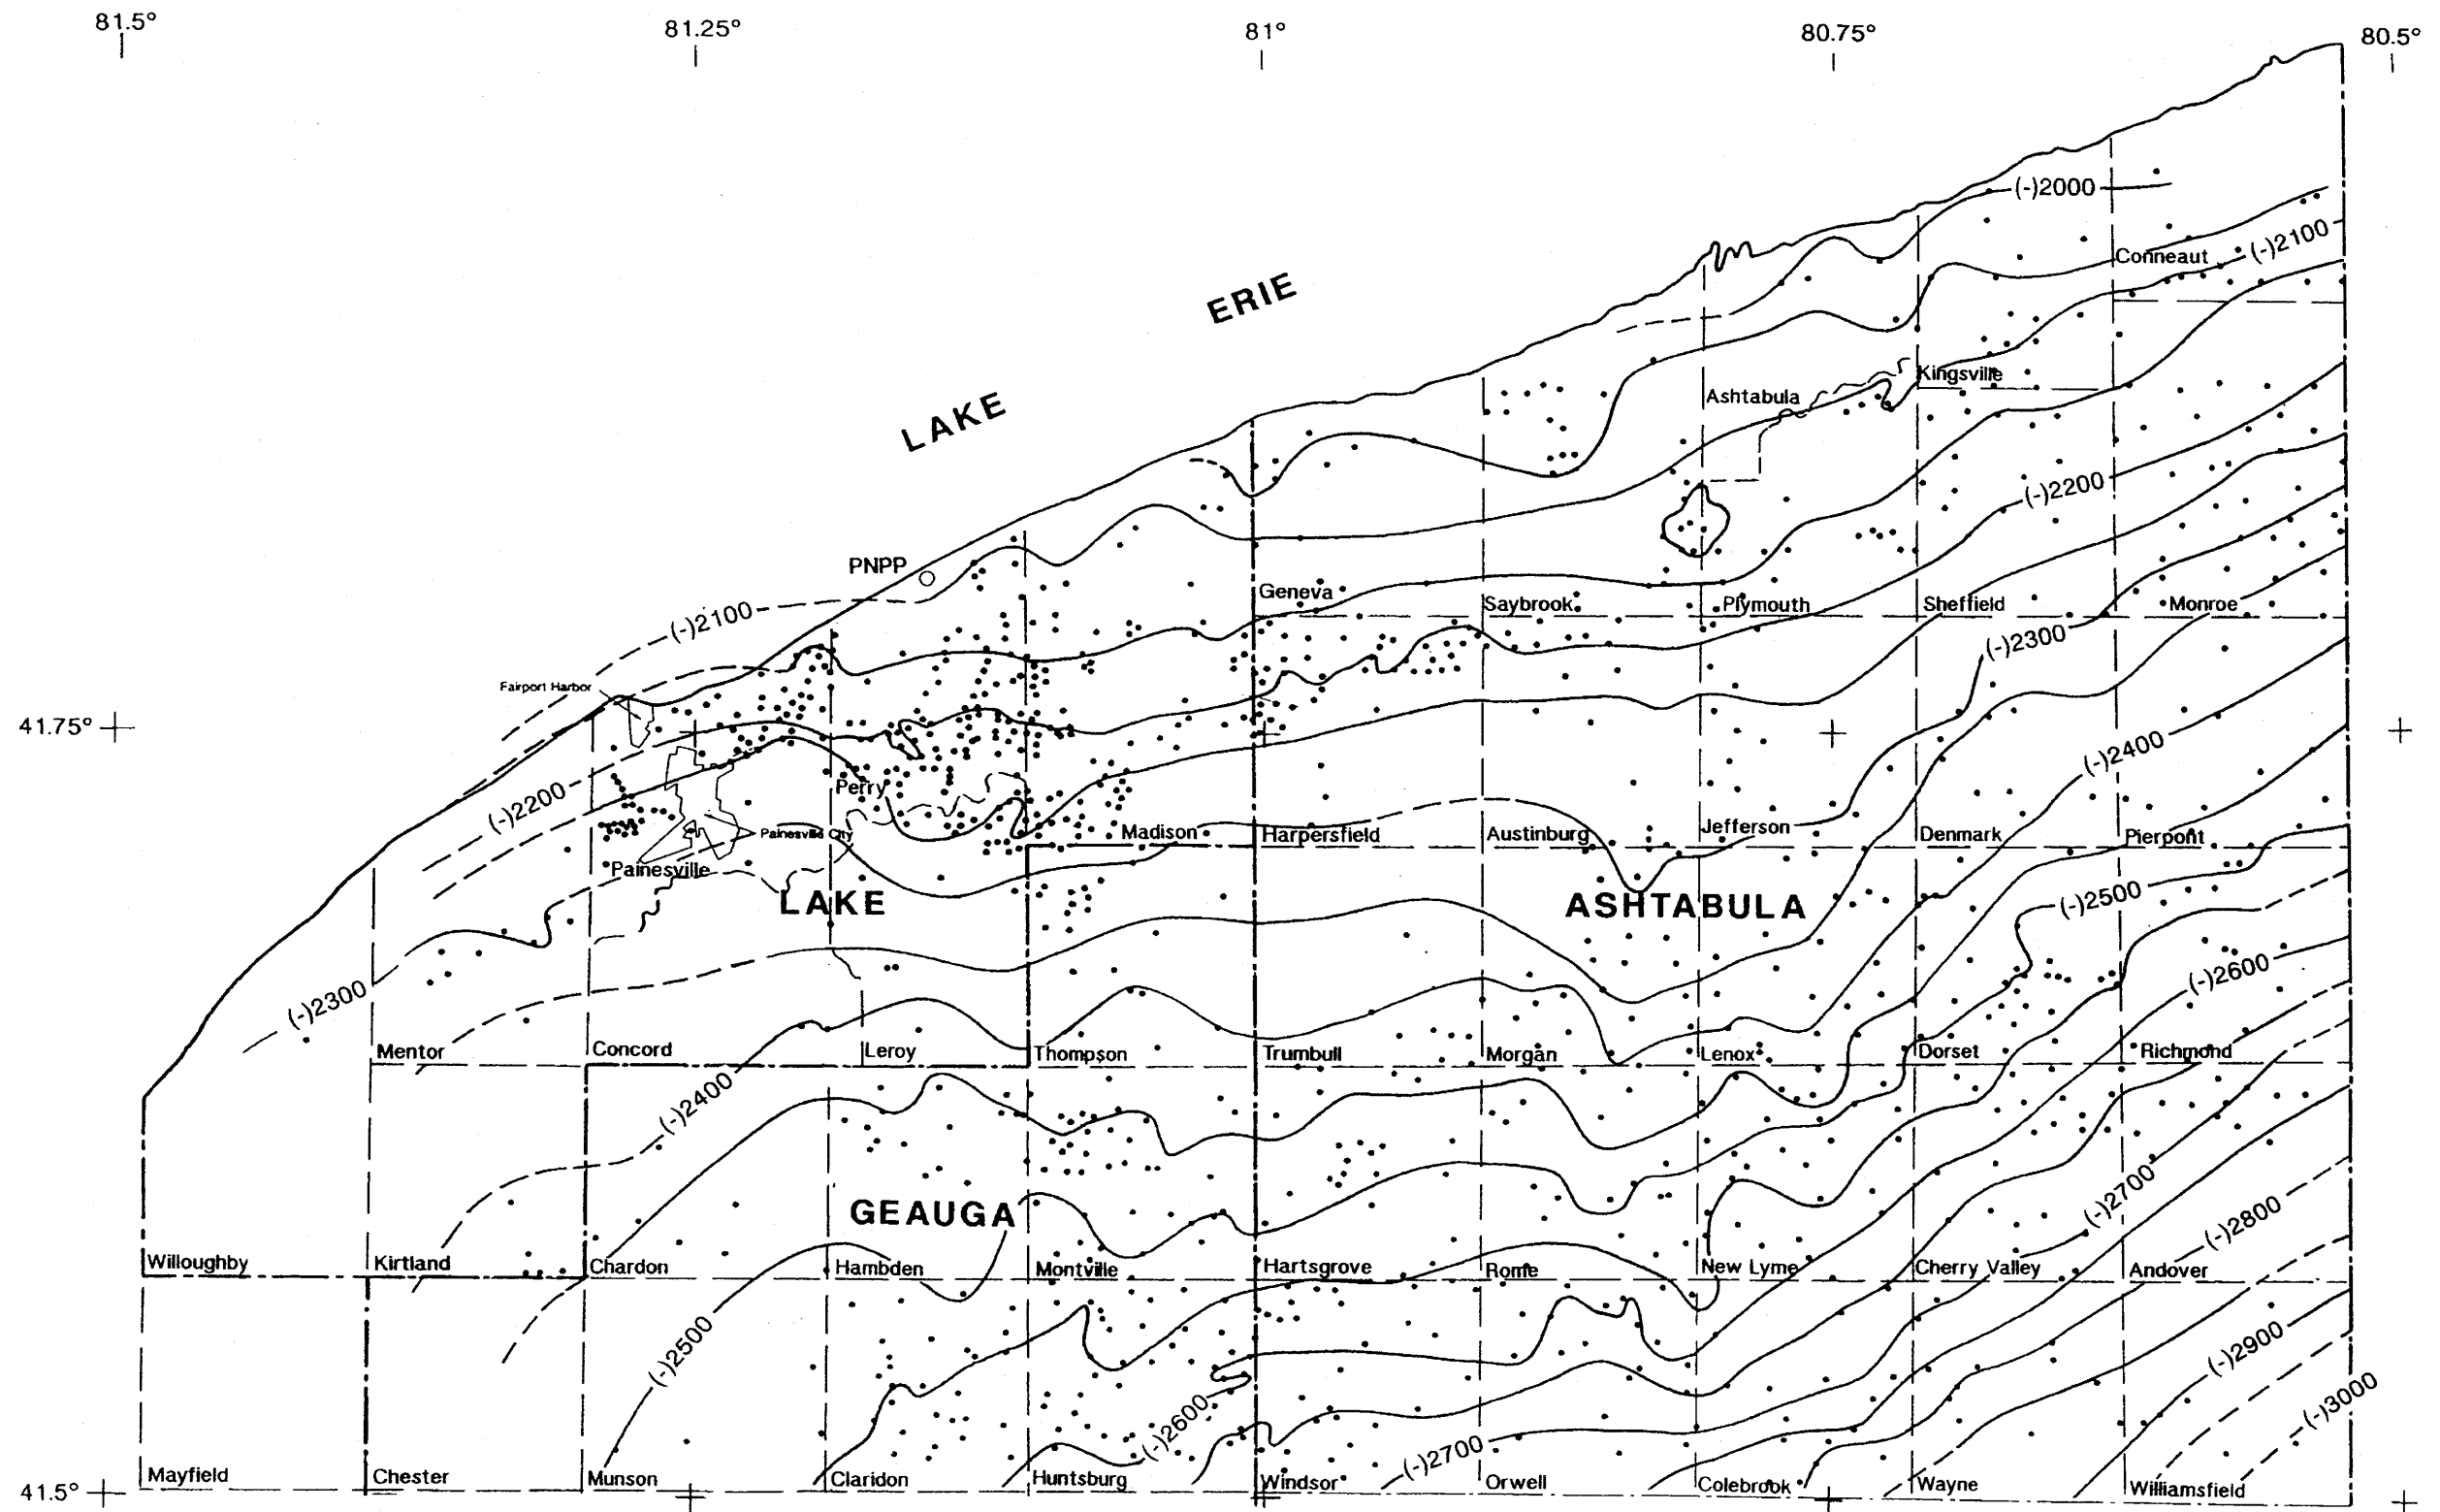 81.5° 81.25° 81° 80.75° 80.5°
(-)2000
(-)2100
Conneaut
ERIE
LAKE
Kingsville
Ashtabula
(-)2200
PNPP
Geneva
Saybrook
Plymouth
Sheffield
Monroe
(-)2100
(-)2300
Fairport Harbor
41.75°
(-)2400
(-)2200
Perry
Painesville City
Madison
Harpersfield
Austinburg
Jefferson
Denmark
Pierpont
Painesville
LAKE
ASHTABULA
(-)2500
(-)2300
(-)2600
Mentor
Concord
Leroy
Thompson
Trumbull
Morgan
Lenox
Dorset
Richmond
(-)2400
(-)2700
GEAUGA
(-)2800
Willoughby
Kirtland
Chardon
Hambden
Montville
Hartsgrove
Rome
New Lyme
Cherry Valley
Andover
(-)2500
(-)2900
(-)3000
(-)2600
(-)2700
41.5°
Mayfield
Chester
Munson
Claridon
Huntsburg
Windsor
Orwell
Colebrook
Wayne
Williamsfield